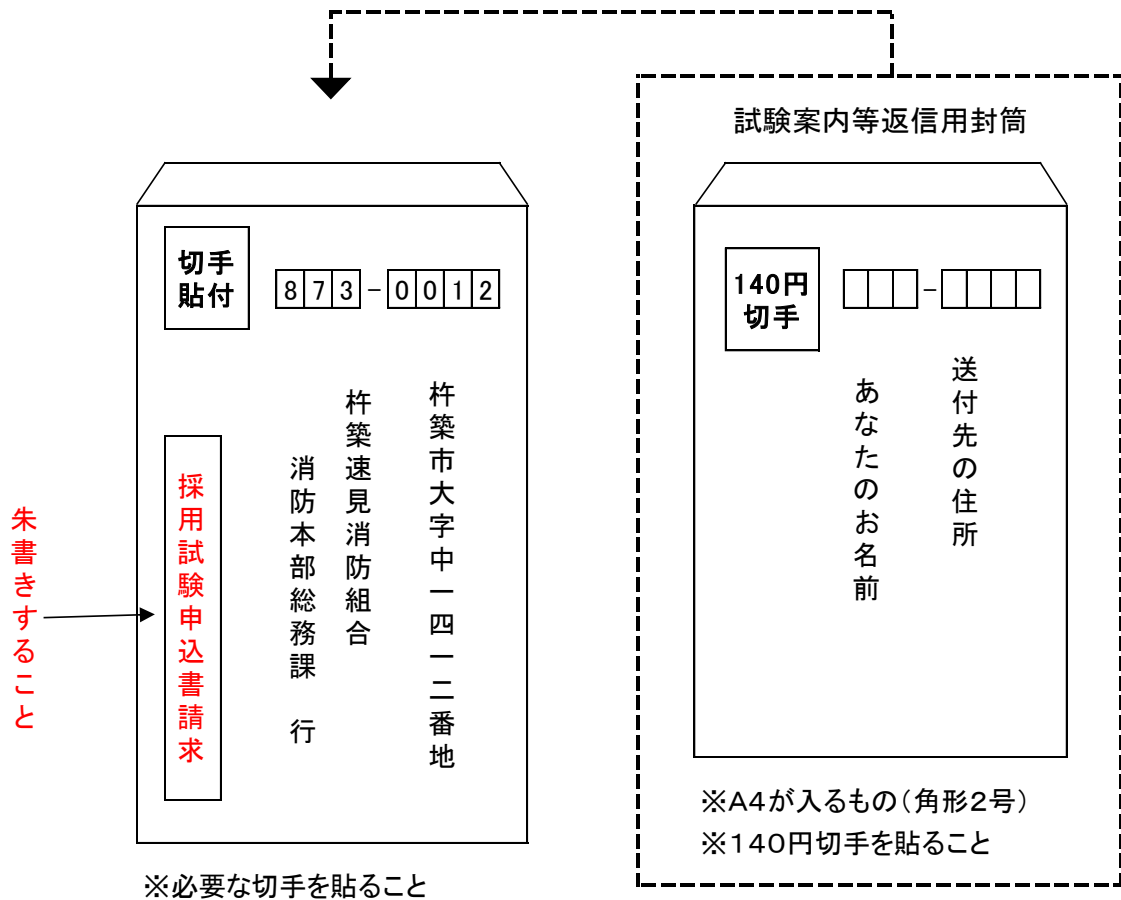 試験案内等返信用封筒
切手
貼付
873-0012
杵築市大字中一四一二番地
杵築速見消防組合
消防本部総務課　行
採用試験申込書請求
朱書きすること
※必要な切手を貼ること
140円
切手
-
送付先の住所
あなたのお名前
※A4が入るもの(角形2号)
※140円切手を貼ること